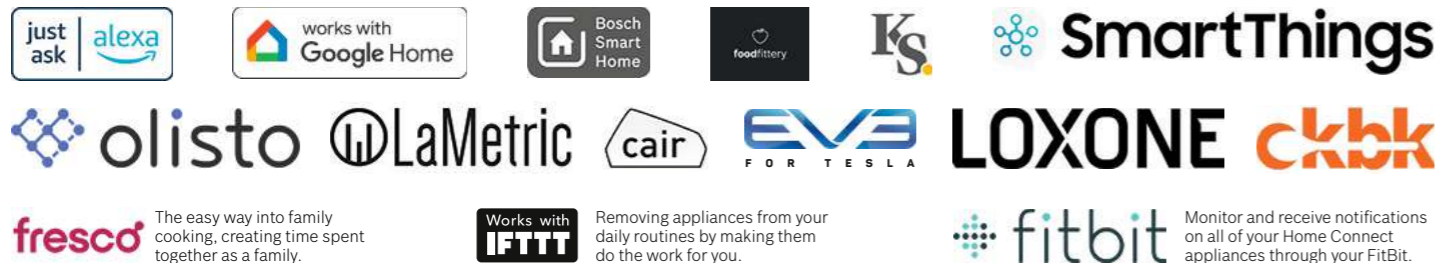 just ask alexa
works with Google Home
Bosch Smart Home
foodfittery
KS.
SmartThings
olisto
LaMetric
cair
EVE FOR TESLA
LOXONE
ckbk
fresco
The easy way into family
cooking, creating time spent
together as a family.
Works with
IFTTT
Removing appliances from your
daily routines by making them
do the work for you.
fitbit
Monitor and receive notifications
on all of your Home Connect
appliances through your FitBit.